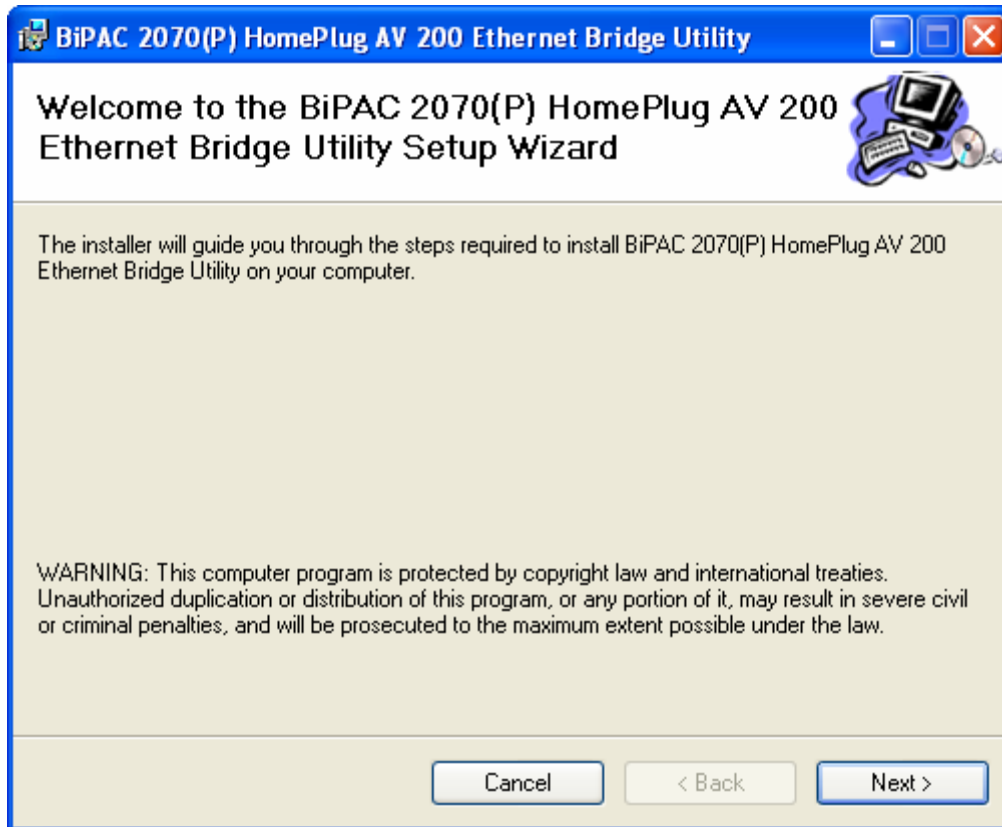 BiPAC 2070(P) HomePlug AV 200 Ethernet Bridge Utility
Welcome to the BiPAC 2070(P) HomePlug AV 200
Ethernet Bridge Utility Setup Wizard
The installer will guide you through the steps required to install BiPAC 2070(P) HomePlug AV 200
Ethernet Bridge Utility on your computer.
WARNING: This computer program is protected by copyright law and international treaties.
Unauthorized duplication or distribution of this program, or any portion of it, may result in severe civil
or criminal penalties, and will be prosecuted to the maximum extent possible under the law.
Cancel
< Back
Next >